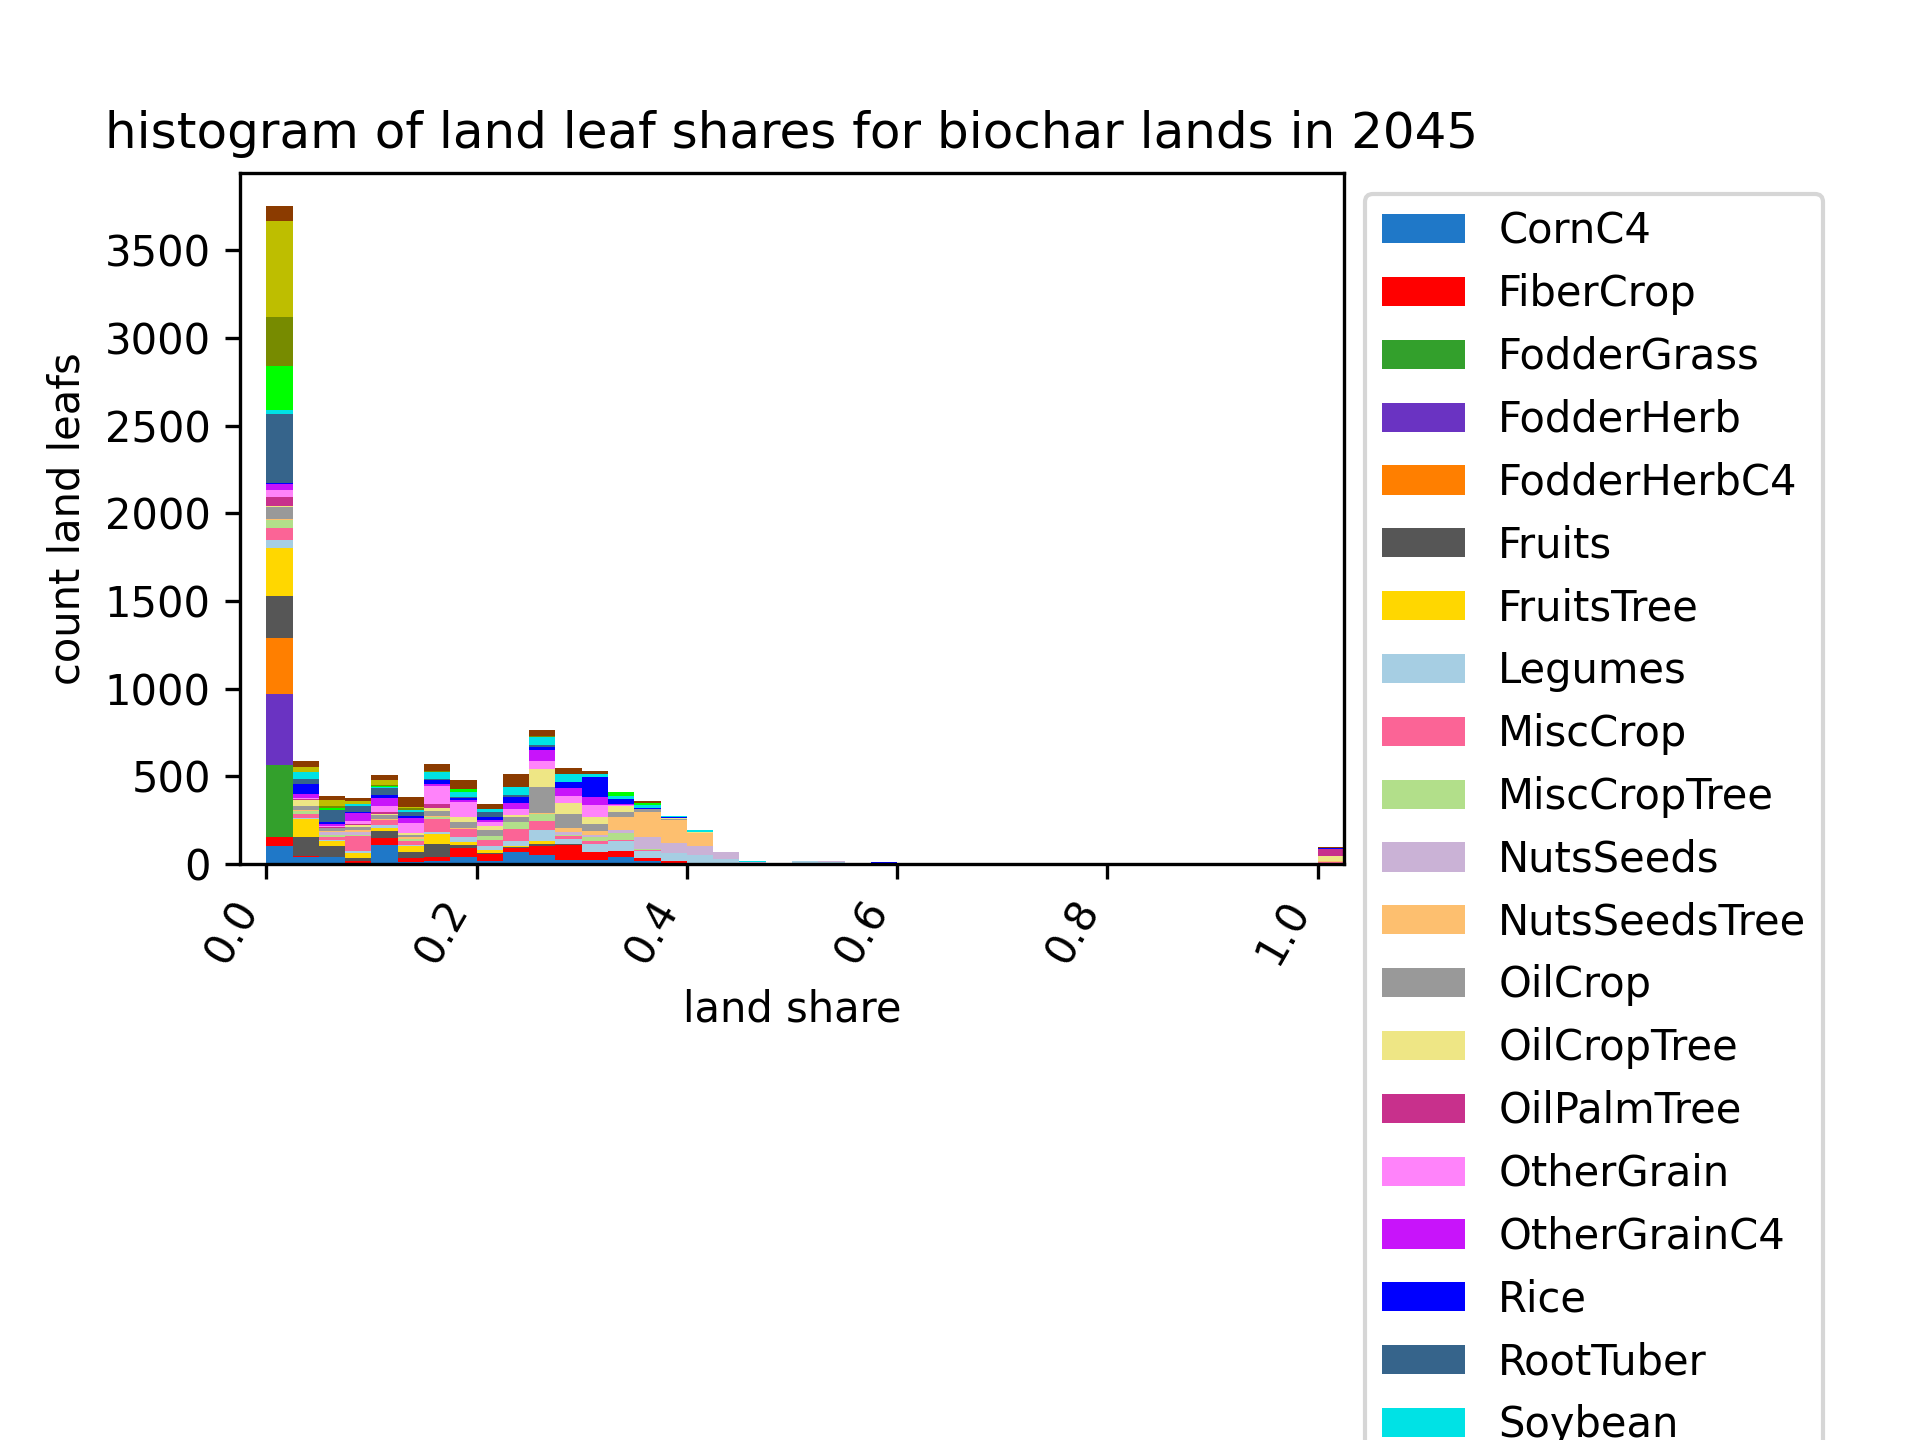 histogram of land leaf shares for biochar lands in 2045
count land leafs
3500
3000
2500
2000
1500
1000
500
0
0.0
0.2
0.4
0.6
0.8
1.0
land share
CornC4
FiberCrop
FodderGrass
FodderHerb
FodderHerbC4
Fruits
FruitsTree
Legumes
MiscCrop
MiscCropTree
NutsSeeds
NutsSeedsTree
OilCrop
OilCropTree
OilPalmTree
OtherGrain
OtherGrainC4
Rice
RootTuber
Soybean